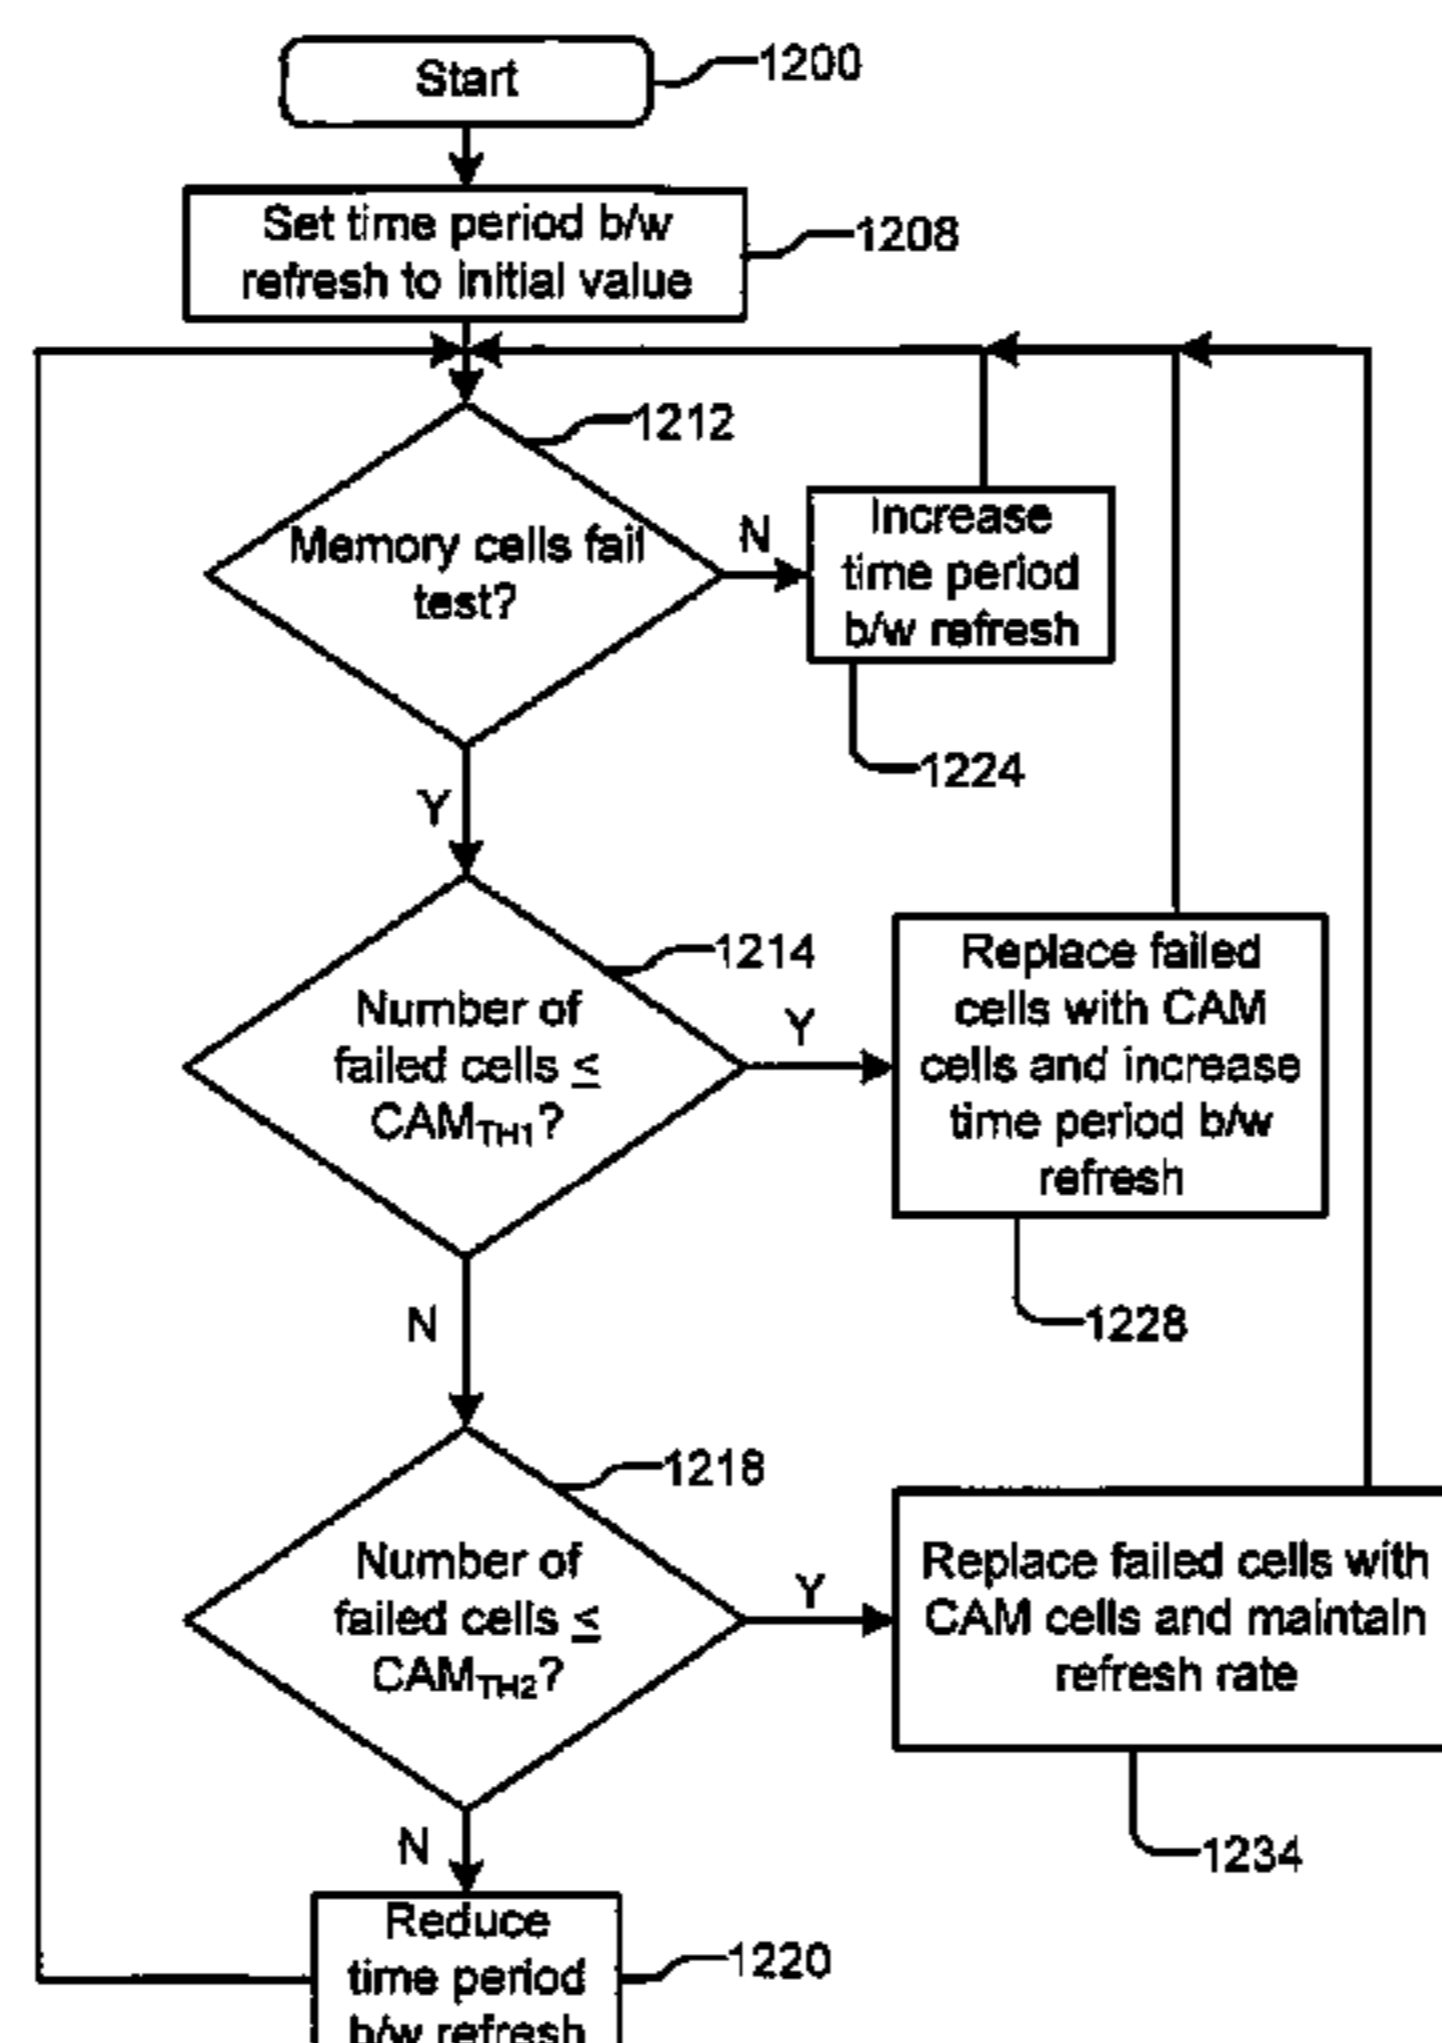 Start
1200
Set time period b/w
refresh to initial value
1208
1212
Memory cells fail
test?
N
Increase
time period
b/w refresh
1224
Y
1214
Number of
failed cells ≤
CAMTH1?
Y
Replace failed
cells with CAM
cells and increase
time period b/w
refresh
1228
N
1218
Number of
failed cells ≤
CAMTH2?
Y
Replace failed cells with
CAM cells and maintain
refresh rate
1234
N
Reduce
time period
b/w refresh
1220